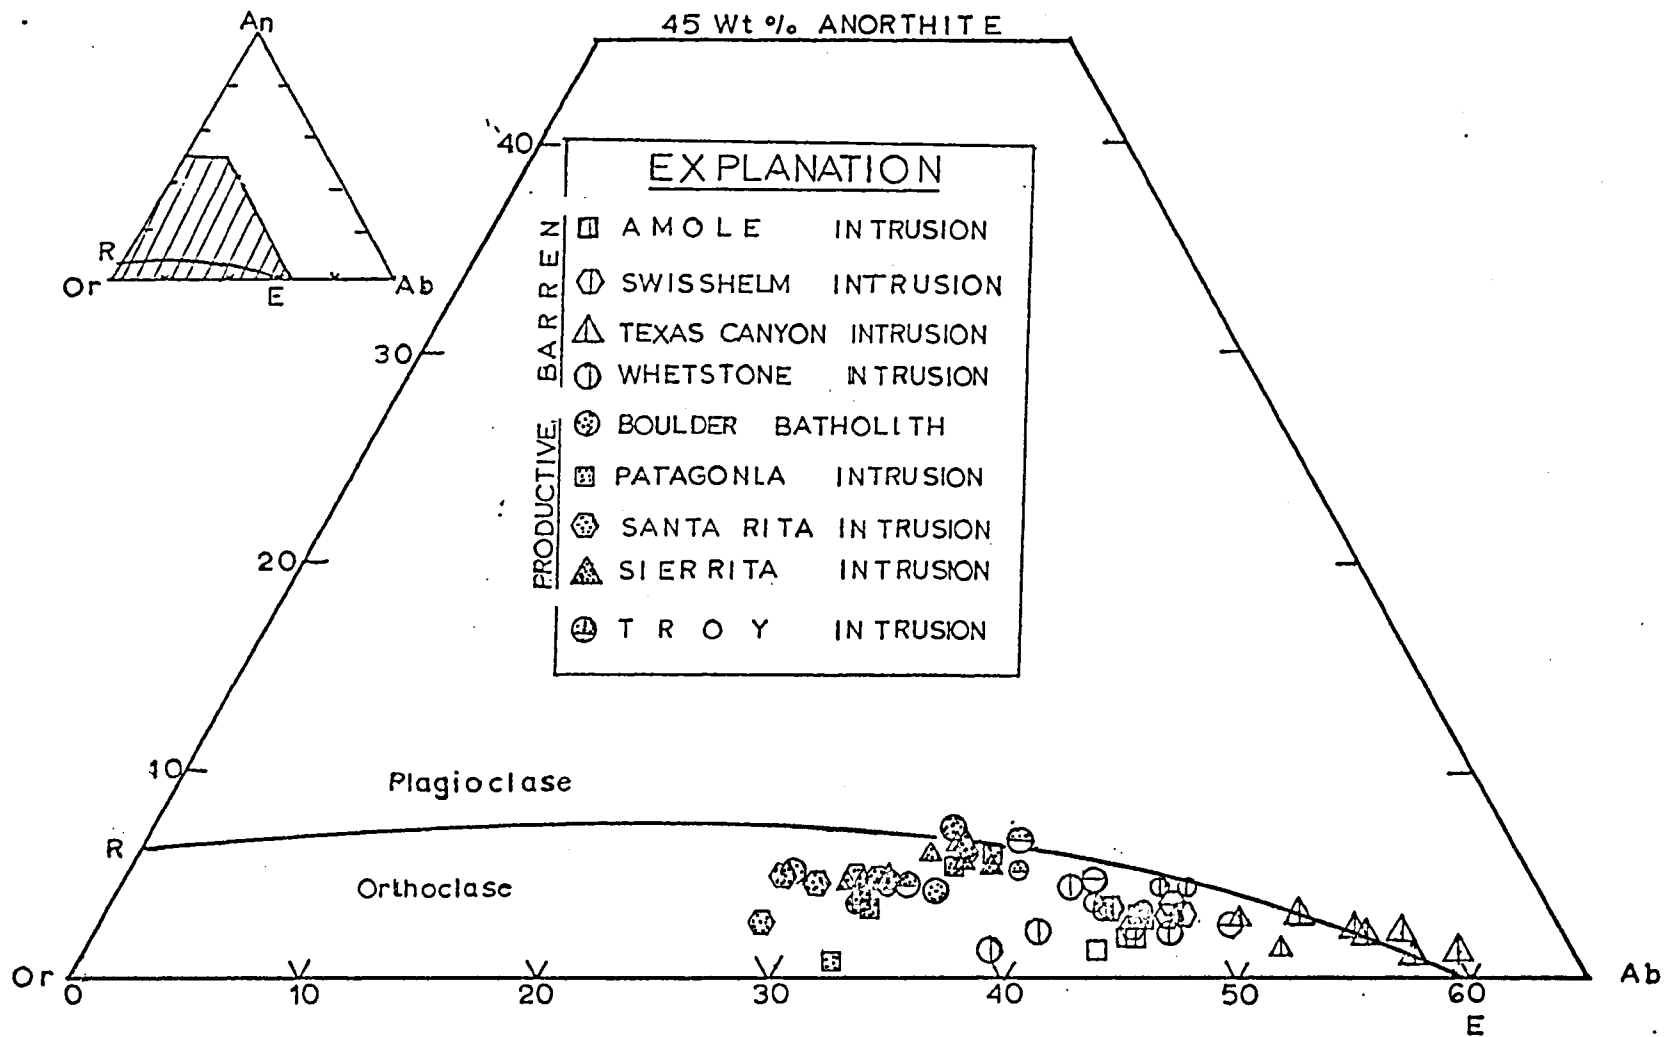 45 Wt % ANORTHITE
An
R
Or
E
Ab
40
30
20
10
R
EXPLANATION
BARREN
AMOLE INTRUSION
SWISSHELM INTRUSION
TEXAS CANYON INTRUSION
WHETSTONE INTRUSION
PRODUCTIVE
BOULDER BATHOLITH
PATAGONIA INTRUSION
SANTA RITA INTRUSION
SIERRITA INTRUSION
TROY INTRUSION
Plagioclase
Orthoclase
Or
Ab
0 10 20 30 40 50 60
E